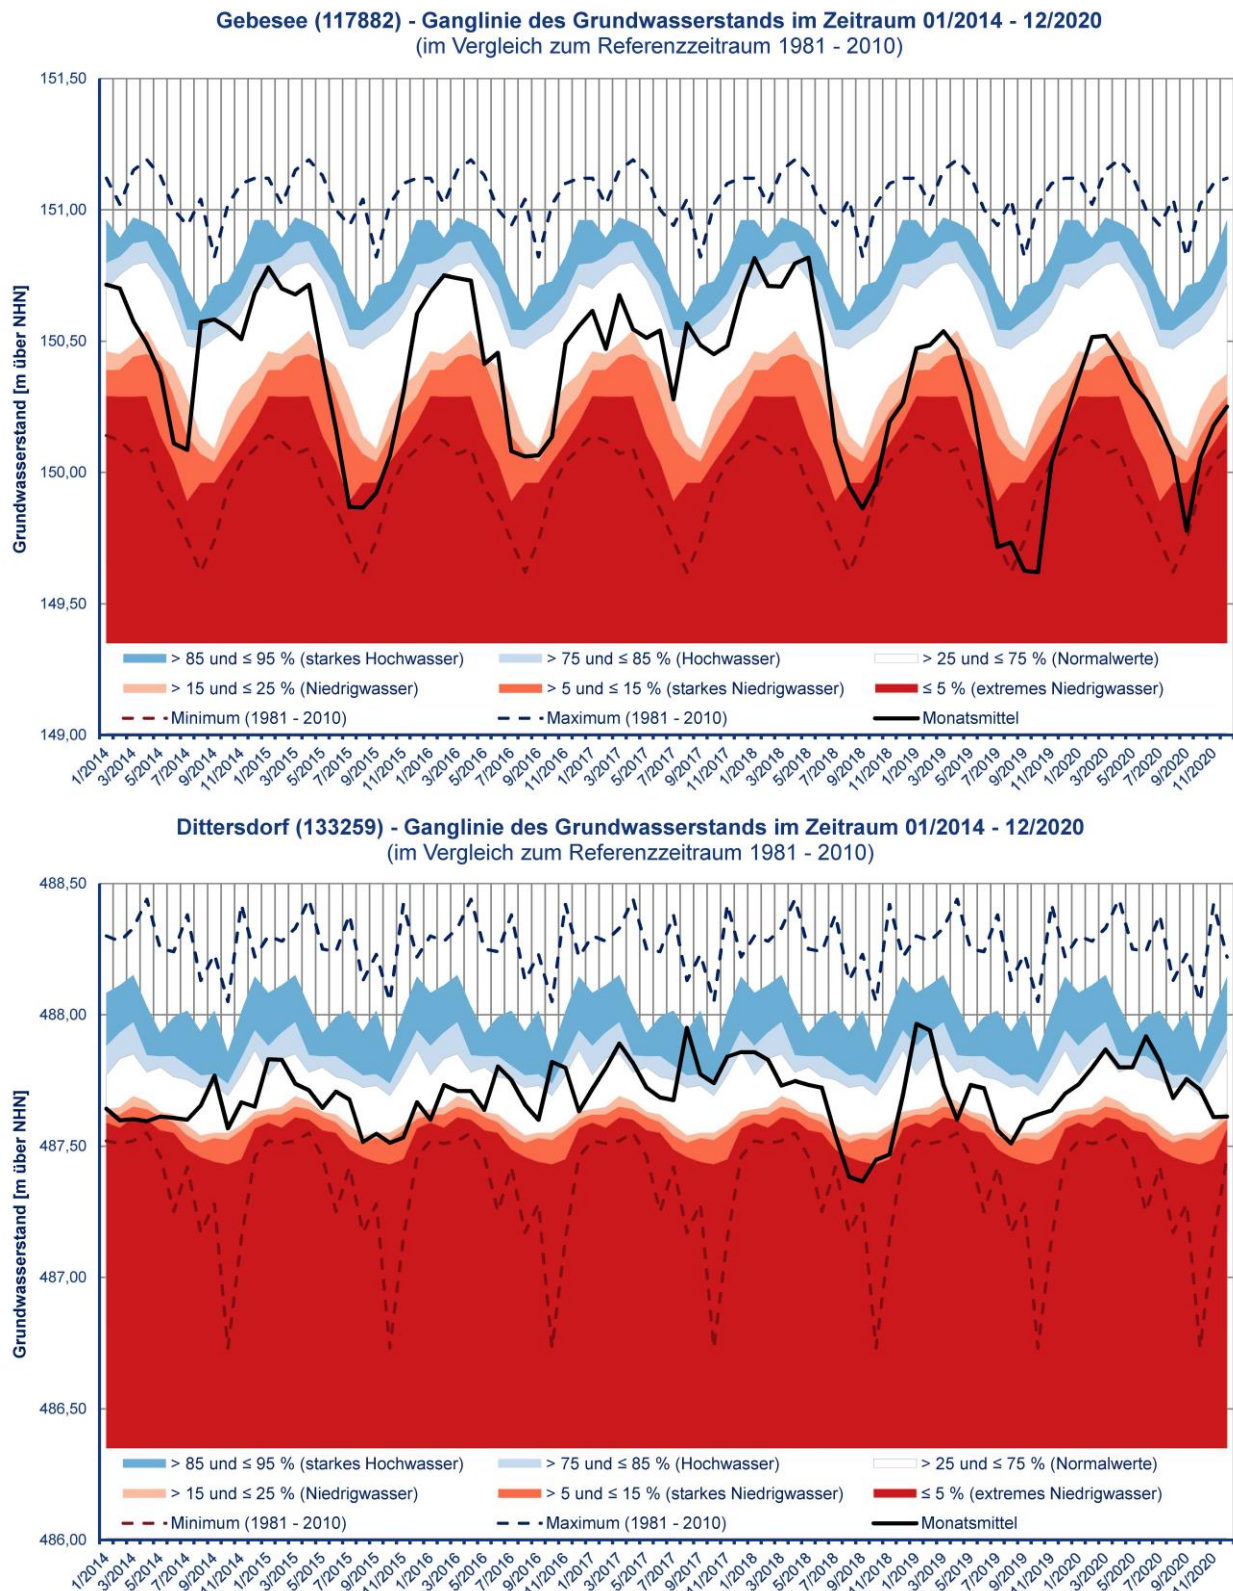 Gebesee (117882) - Ganglinie des Grundwasserstands im Zeitraum 01/2014 - 12/2020
(im Vergleich zum Referenzzeitraum 1981 - 2010)
Grundwasserstand [m über NHN]
151,50
151,00
150,50
150,00
149,50
149,00
> 85 und ≤ 95 % (starkes Hochwasser)
> 75 und ≤ 85 % (Hochwasser)
> 25 und ≤ 75 % (Normalwerte)
> 15 und ≤ 25 % (Niedrigwasser)
> 5 und ≤ 15 % (starkes Niedrigwasser)
≤ 5 % (extremes Niedrigwasser)
Minimum (1981 - 2010)
Maximum (1981 - 2010)
Monatsmittel
1/2014 3/2014 5/2014 7/2014 9/2014 11/2014 1/2015 3/2015 5/2015 7/2015 9/2015 11/2015 1/2016 3/2016 5/2016 7/2016 9/2016 11/2016 1/2017 3/2017 5/2017 7/2017 9/2017 11/2017 1/2018 3/2018 5/2018 7/2018 9/2018 11/2018 1/2019 3/2019 5/2019 7/2019 9/2019 11/2019 1/2020 3/2020 5/2020 7/2020 9/2020 11/2020
Dittersdorf (133259) - Ganglinie des Grundwasserstands im Zeitraum 01/2014 - 12/2020
(im Vergleich zum Referenzzeitraum 1981 - 2010)
Grundwasserstand [m über NHN]
488,50
488,00
487,50
487,00
486,50
486,00
> 85 und ≤ 95 % (starkes Hochwasser)
> 75 und ≤ 85 % (Hochwasser)
> 25 und ≤ 75 % (Normalwerte)
> 15 und ≤ 25 % (Niedrigwasser)
> 5 und ≤ 15 % (starkes Niedrigwasser)
≤ 5 % (extremes Niedrigwasser)
Minimum (1981 - 2010)
Maximum (1981 - 2010)
Monatsmittel
1/2014 3/2014 5/2014 7/2014 9/2014 11/2014 1/2015 3/2015 5/2015 7/2015 9/2015 11/2015 1/2016 3/2016 5/2016 7/2016 9/2016 11/2016 1/2017 3/2017 5/2017 7/2017 9/2017 11/2017 1/2018 3/2018 5/2018 7/2018 9/2018 11/2018 1/2019 3/2019 5/2019 7/2019 9/2019 11/2019 1/2020 3/2020 5/2020 7/2020 9/2020 11/2020